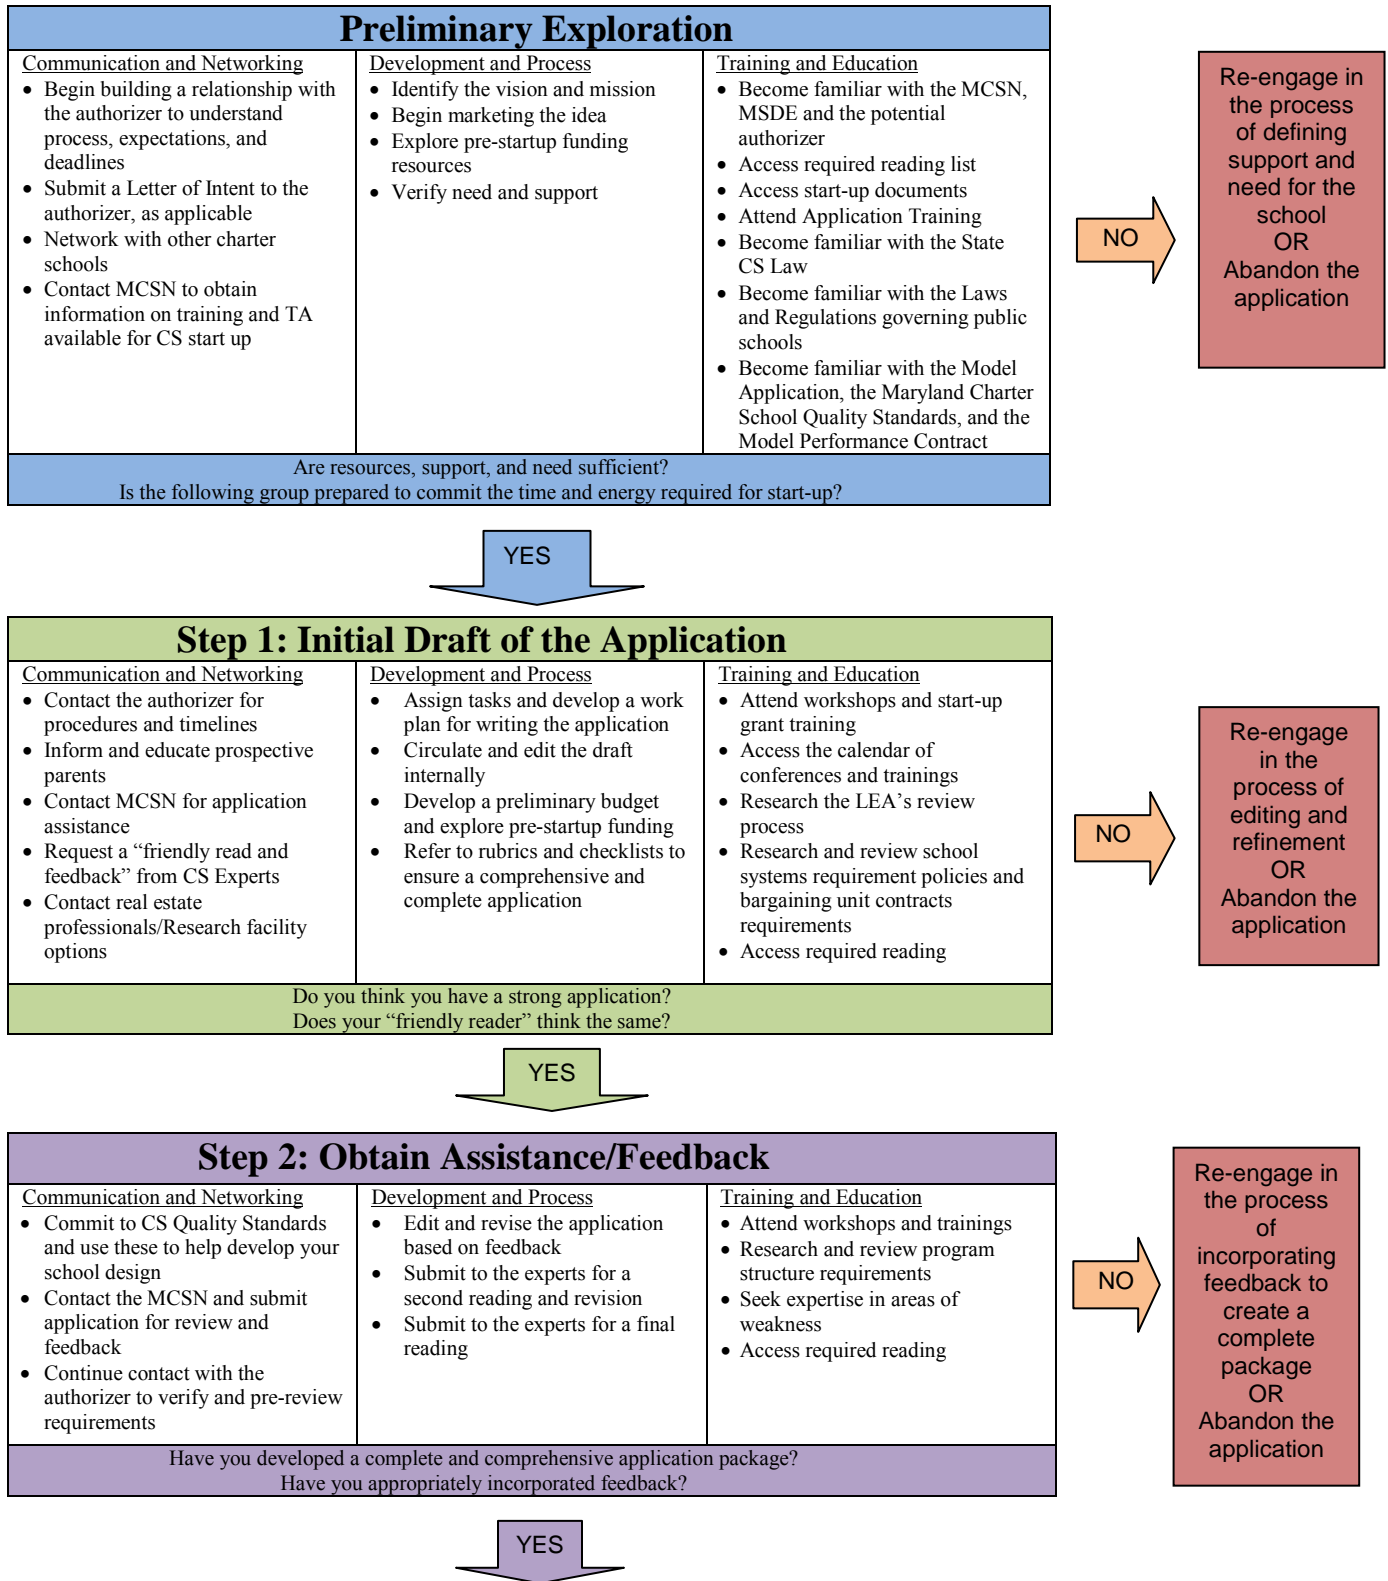 Preliminary Exploration
Communication and Networking
• Begin building a relationship with
the authorizer to understand
process, expectations, and
deadlines
• Submit a Letter of Intent to the
authorizer, as applicable
• Network with other charter
schools
• Contact MCSN to obtain
information on training and TA
available for CS start up
Development and Process
• Identify the vision and mission
• Begin marketing the idea
• Explore pre-startup funding
resources
• Verify need and support
Training and Education
• Become familiar with the MCSN,
MSDE and the potential
authorizer
• Access required reading list
• Access start-up documents
• Attend Application Training
• Become familiar with the State
CS Law
• Become familiar with the Laws
and Regulations governing public
schools
• Become familiar with the Model
Application, the Maryland Charter
School Quality Standards, and the
Model Performance Contract
Are resources, support, and need sufficient?
Is the following group prepared to commit the time and energy required for start-up?
NO
Re-engage in
the process
of defining
support and
need for the
school
OR
Abandon the
application
YES
Step 1: Initial Draft of the Application
Communication and Networking
• Contact the authorizer for
procedures and timelines
• Inform and educate prospective
parents
• Contact MCSN for application
assistance
• Request a “friendly read and
feedback” from CS Experts
• Contact real estate
professionals/Research facility
options
Development and Process
• Assign tasks and develop a work
plan for writing the application
• Circulate and edit the draft
internally
• Develop a preliminary budget
and explore pre-startup funding
• Refer to rubrics and checklists to
ensure a comprehensive and
complete application
Training and Education
• Attend workshops and start-up
grant training
• Access the calendar of
conferences and trainings
• Research the LEA’s review
process
• Research and review school
systems requirement policies and
bargaining unit contracts
requirements
• Access required reading
Do you think you have a strong application?
Does your “friendly reader” think the same?
NO
Re-engage
in the
process of
editing and
refinement
OR
Abandon the
application
YES
Step 2: Obtain Assistance/Feedback
Communication and Networking
• Commit to CS Quality Standards
and use these to help develop your
school design
• Contact the MCSN and submit
application for review and
feedback
• Continue contact with the
authorizer to verify and pre-review
requirements
Development and Process
• Edit and revise the application
based on feedback
• Submit to the experts for a
second reading and revision
• Submit to the experts for a final
reading
Training and Education
• Attend workshops and trainings
• Research and review program
structure requirements
• Seek expertise in areas of
weakness
• Access required reading
Have you developed a complete and comprehensive application package?
Have you appropriately incorporated feedback?
NO
Re-engage in
the process
of
incorporating
feedback to
create a
complete
package
OR
Abandon the
application
YES